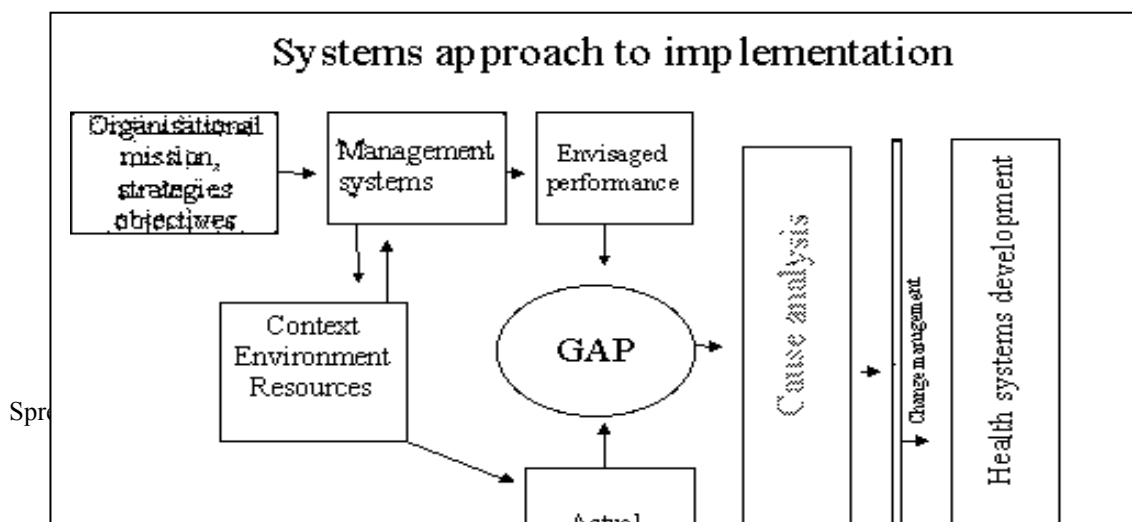 Systems approach to implementation
Organisational
mission,
strategies
objectives
Management
systems
Envisaged
performance
Context
Environment
Resources
GAP
Cause analysis
Change management
Health systems development
Actual